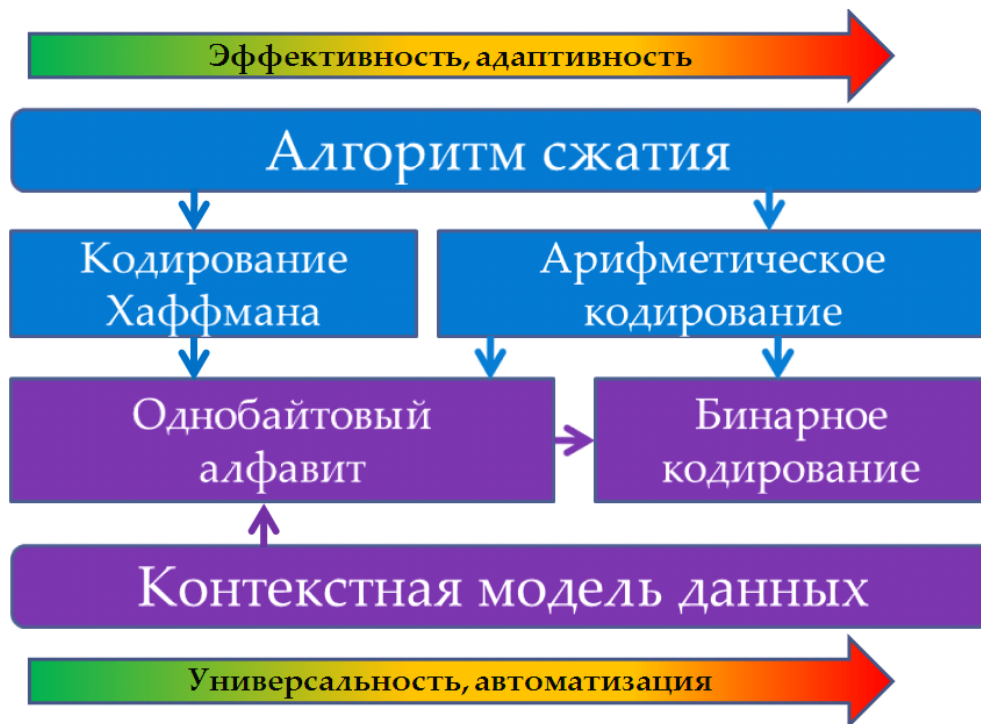 Эффективность, адаптивность
Алгоритм сжатия
Кодирование
Хаффмана
Арифметическое
кодирование
Однобайтовый
алфавит
Бинарное
кодирование
Контекстная модель данных
Универсальность, автоматизация